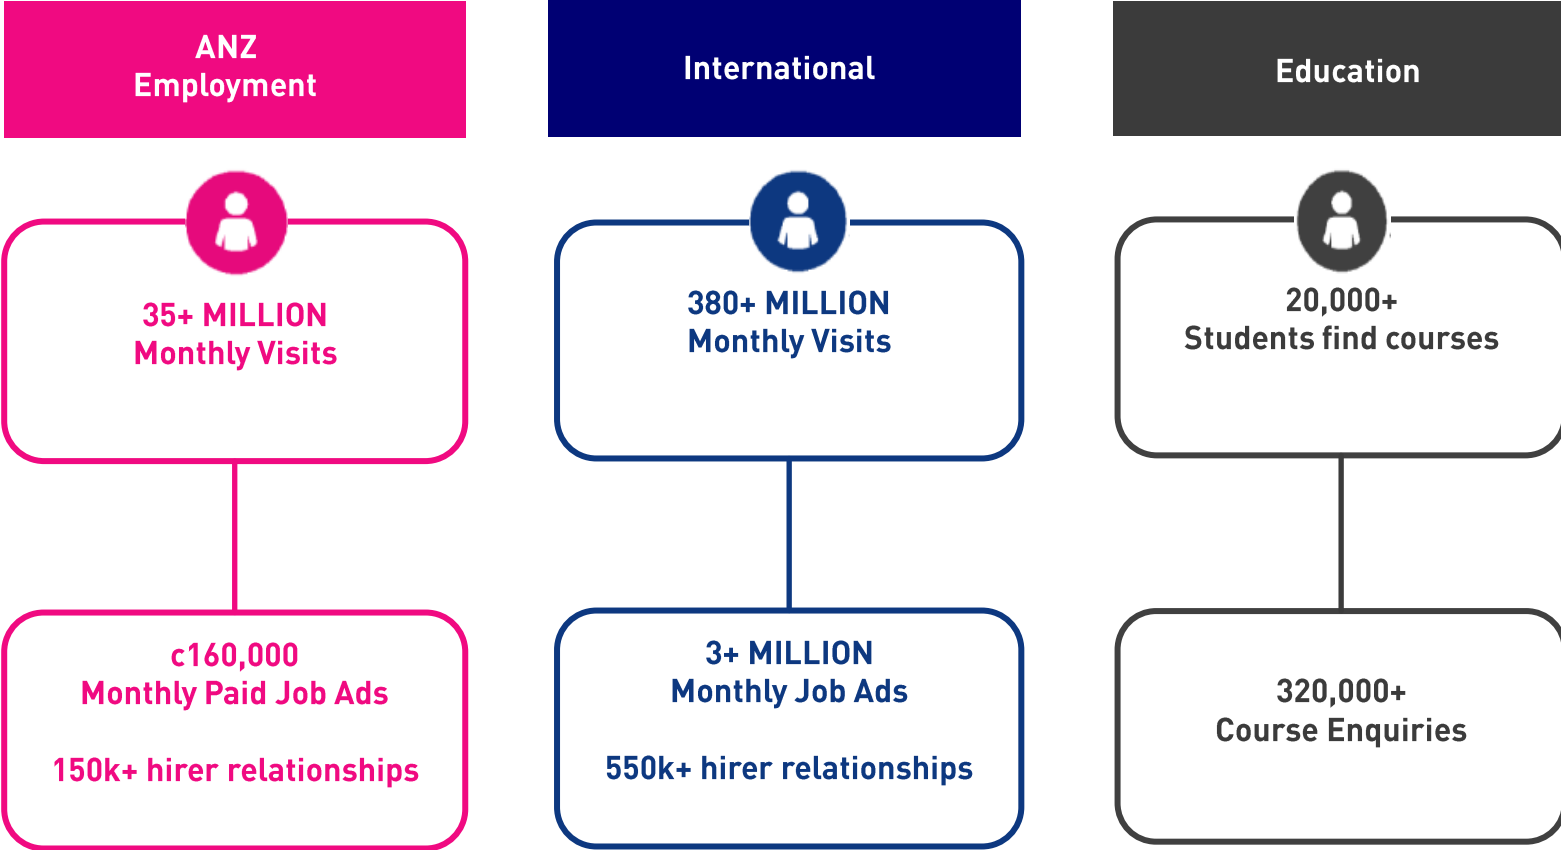 ANZ
Employment
International
Education
35+ MILLION
Monthly Visits
380+ MILLION
Monthly Visits
20,000+
Students find courses
c160,000
Monthly Paid Job Ads
150k+ hirer relationships
3+ MILLION
Monthly Job Ads
550k+ hirer relationships
320,000+
Course Enquiries